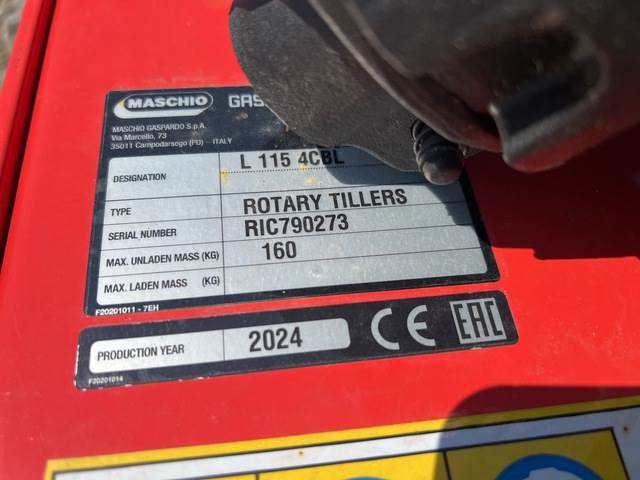 MASCHIO GAS
MASCHIO GASPARDO S.p.A.
Via Marcello, 73
35011 Campodarsego (PD) - ITALY
DESIGNATION L 115 4CBL
TYPE ROTARY TILLERS
SERIAL NUMBER RIC790273
MAX. UNLADEN MASS (KG) 160
MAX. LADEN MASS (KG)
F20201011 - 7EH
PRODUCTION YEAR 2024 CE EAC
F20201014